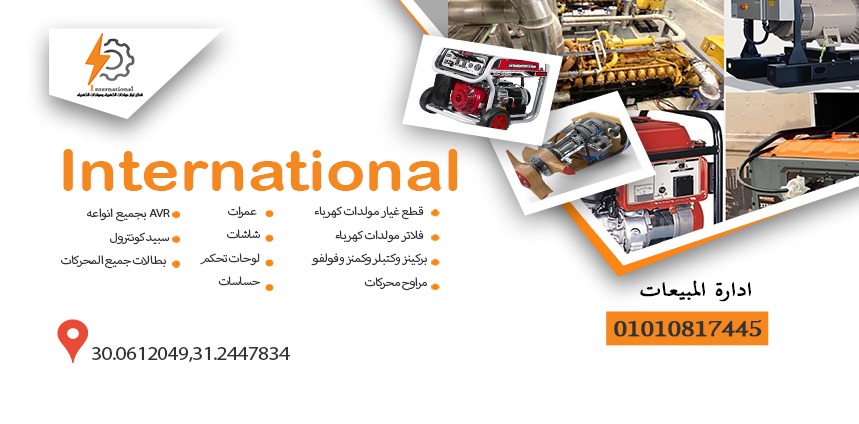 International
International
قطع غيار مولدات كهرباء
فلاتر مولدات كهرباء
بركينز وكتبلر وكمنز وفولفو
مراوح محركات
عمرات
شاشات
لوحات تحكم
حساسات
AVR بجميع انواعه
سبيد كونترول
بطالات جميع المحركات
ادارة المبيعات
01010817445
30.0612049,31.2447834